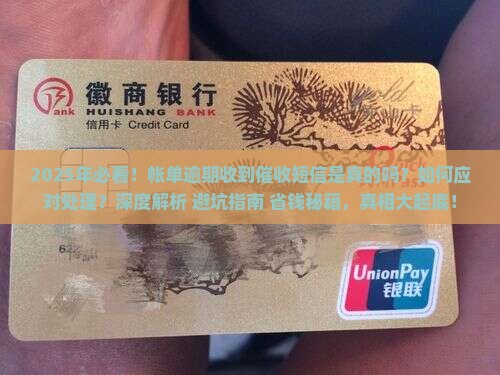 徽商银行
HUISHANG BANK
信用卡 Credit Card
2025年必看！帐单逾期收到催收短信是真的吗？如何应
对处理？深度解析 避坑指南 省钱秘籍，真相大起底！
UnionPay
银联